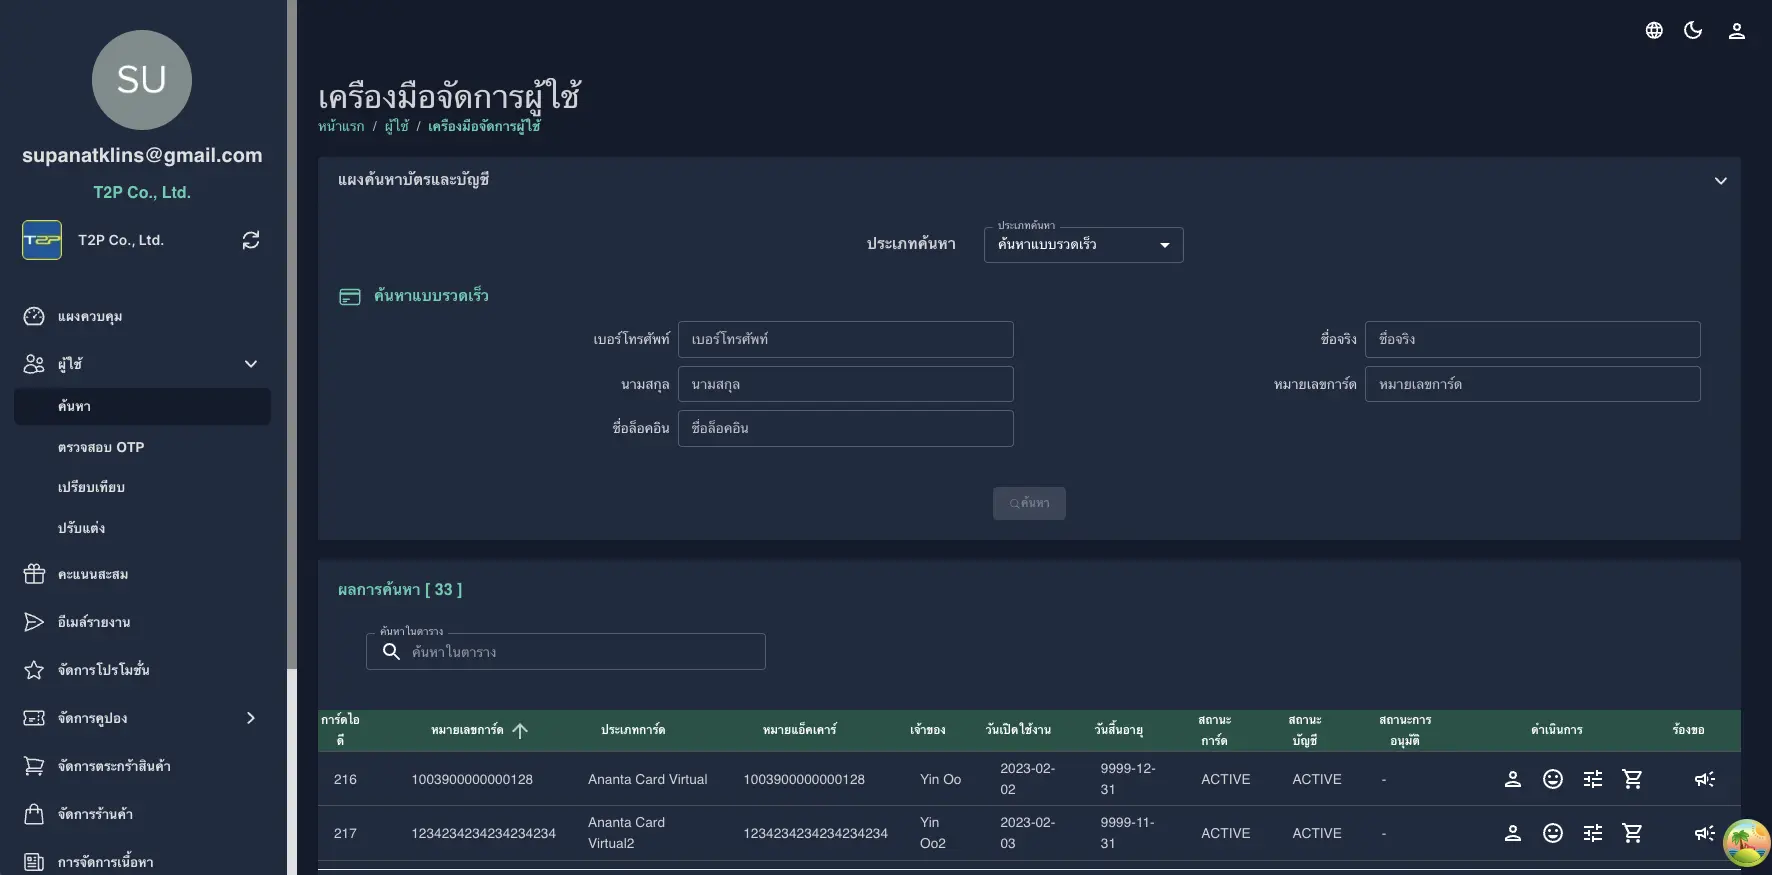 SU
supanatklins@gmail.com
T2P Co., Ltd.
T2P
T2P Co., Ltd.
แผงควบคุม
ผู้ใช้
ค้นหา
ตรวจสอบ OTP
เปรียบเทียบ
ปรับแต่ง
คะแนนสะสม
อีเมล์รายงาน
จัดการโปรโมชั่น
จัดการคูปอง
จัดการตระกร้าสินค้า
จัดการร้านค้า
การจัดการเนื้อหา
เครื่องมือจัดการผู้ใช้
หน้าแรก / ผู้ใช้ / เครื่องมือจัดการผู้ใช้
แผงค้นหาบัตรและบัญชี
ประเภทค้นหา
ประเภทค้นหา ค้นหาแบบรวดเร็ว
ค้นหาแบบรวดเร็ว
เบอร์โทรศัพท์ เบอร์โทรศัพท์ ชื่อจริง ชื่อจริง
นามสกุล นามสกุล หมายเลขการ์ด หมายเลขการ์ด
ชื่อล็อคอิน ชื่อล็อคอิน
ค้นหา
ผลการค้นหา [ 33 ]
ค้นหาในตาราง
ค้นหาในตาราง
การ์ดไอดี หมายเลขการ์ด ประเภทการ์ด หมายแอ็คเคาร์ เจ้าของ วันเปิดใช้งาน วันสิ้นอายุ สถานะการ์ด สถานะบัญชี สถานะการอนุมัติ ดำเนินการ ร้องขอ
216 1003900000000128 Ananta Card Virtual 1003900000000128 Yin Oo 2023-02-02 9999-12-31 ACTIVE ACTIVE -
217 1234234234234234234 Ananta Card Virtual2 1234234234234234234 Yin Oo2 2023-02-03 9999-11-31 ACTIVE ACTIVE -